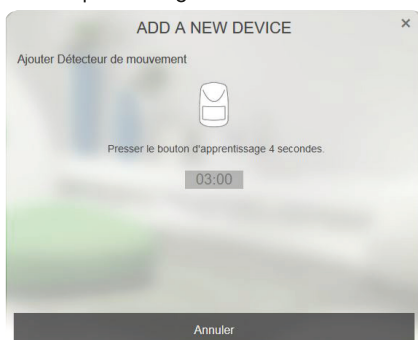 ADD A NEW DEVICE
×
Ajouter Détecteur de mouvement
Presser le bouton d'apprentissage 4 secondes.
03:00
Annuler